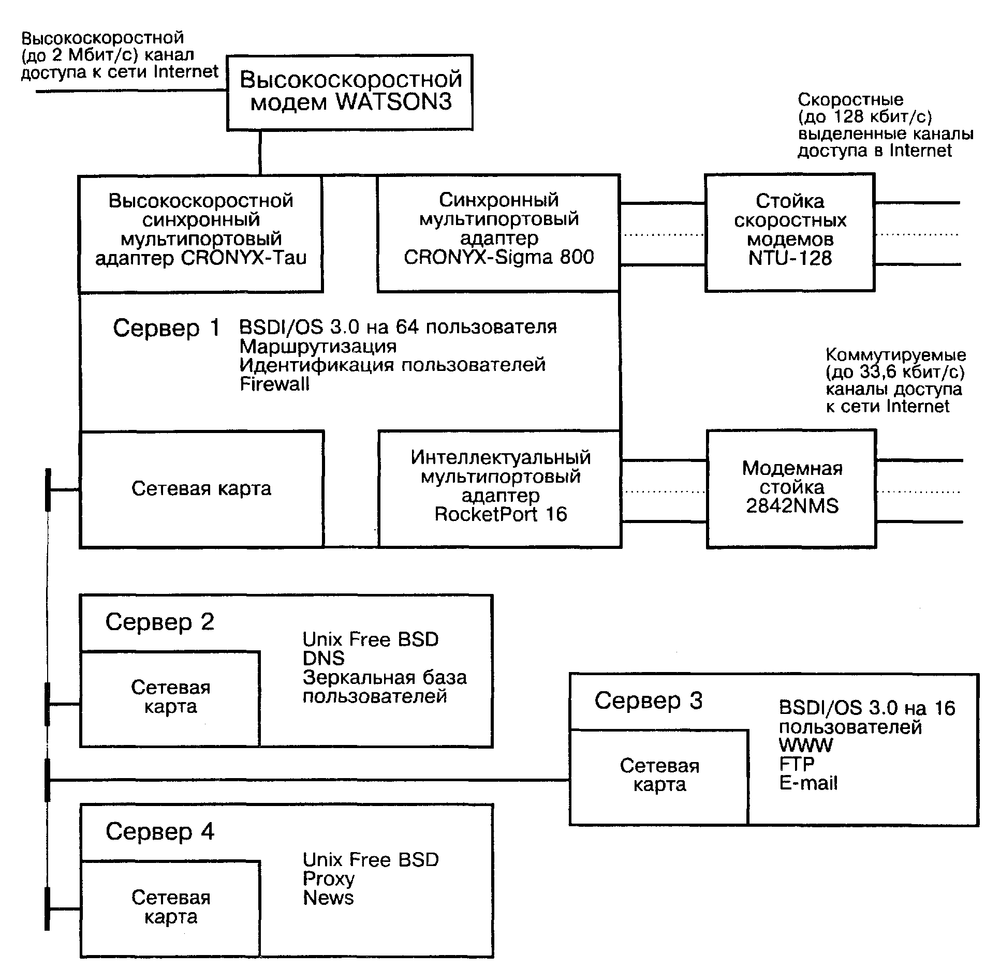 Высокоскоростной
(до 2 Мбит/с) канал
доступа к сети Internet
Высокоскоростной
модем WATSON3
Скоростные
(до 128 кбит/с)
выделенные каналы
доступа в Internet
Высокоскоростной
синхронный
мультипортовый
адаптер CRONYX-Tau
Синхронный
мультипортовый
адаптер
CRONYX-Sigma 800
Стойка
скоростных
модемов
NTU-128
Сервер 1
BSDI/OS 3.0 на 64 пользователя
Маршрутизация
Идентификация пользователей
Firewall
Коммутируемые
(до 33,6 кбит/с)
каналы доступа
к сети Internet
Сетевая карта
Интеллектуальный
мультипортовый
адаптер
RocketPort 16
Модемная
стойка
2842NMS
Сервер 2
Unix Free BSD
DNS
Зеркальная база
пользователей
Сетевая
карта
Сервер 3
BSDI/OS 3.0 на 16
пользователей
WWW
FTP
E-mail
Сетевая
карта
Сервер 4
Unix Free BSD
Proxy
News
Сетевая
карта